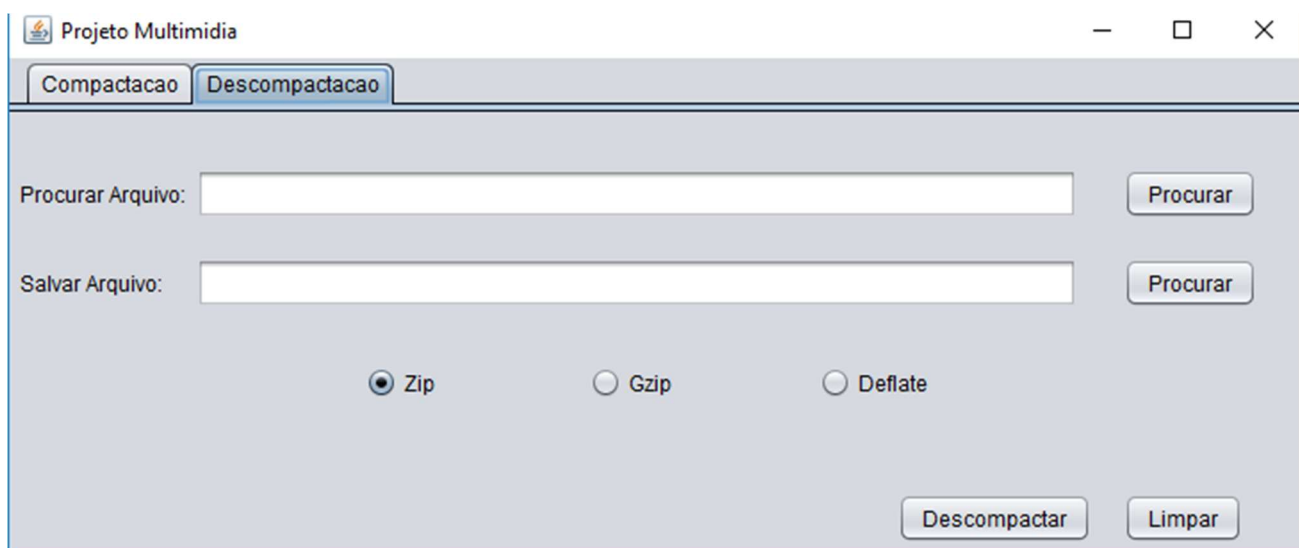 Projeto Multimidia
Compactacao Descompactacao
Procurar Arquivo: Procurar
Salvar Arquivo: Procurar
Zip Gzip Deflate
Descompactar Limpar